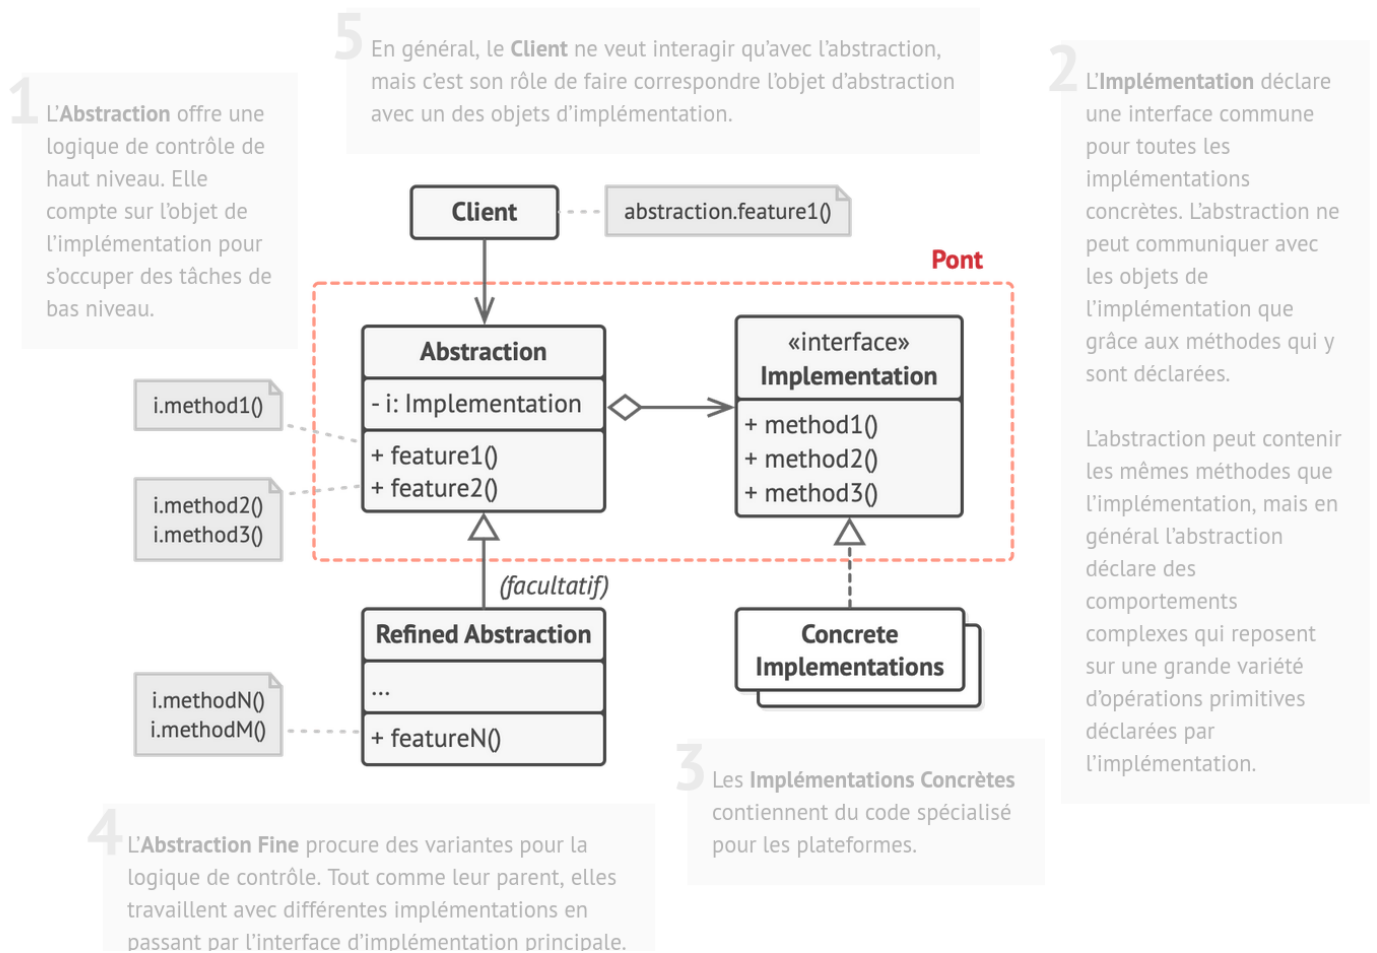 5
En général, le Client ne veut interagir qu’avec l’abstraction,
mais c’est son rôle de faire correspondre l’objet d’abstraction
avec un des objets d’implémentation.
1
L’Abstraction offre une
logique de contrôle de
haut niveau. Elle
compte sur l’objet de
l’implémentation pour
s’occuper des tâches de
bas niveau.
2
L’Implémentation déclare
une interface commune
pour toutes les
implémentations
concrètes. L’abstraction ne
peut communiquer avec
les objets de
l’implémentation que
grâce aux méthodes qui y
sont déclarées.
L’abstraction peut contenir
les mêmes méthodes que
l’implémentation, mais en
général l’abstraction
déclare des
comportements
complexes qui reposent
sur une grande variété
d’opérations primitives
déclarées par
l’implémentation.
Client
abstraction.feature1()
Pont
Abstraction
- i: Implementation
+ feature1()
+ feature2()
«interface»
Implementation
+ method1()
+ method2()
+ method3()
i.method1()
i.method2()
i.method3()
(facultatif)
Refined Abstraction
...
+ featureN()
Concrete
Implementations
i.methodN()
i.methodM()
3
Les Implémentations Concrètes
contiennent du code spécialisé
pour les plateformes.
4
L’Abstraction Fine procure des variantes pour la
logique de contrôle. Tout comme leur parent, elles
travaillent avec différentes implémentations en
passant par l’interface d’implémentation principale.